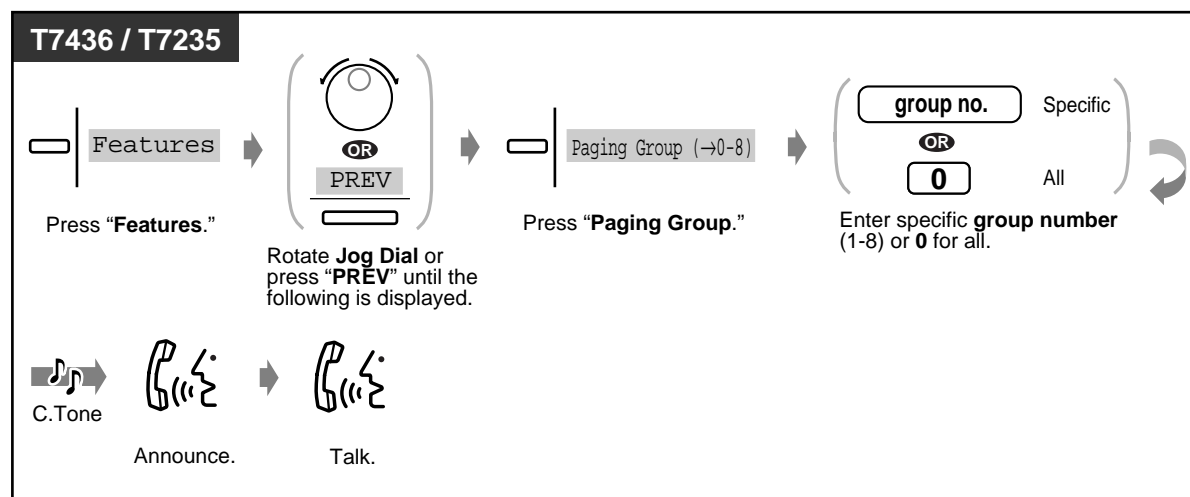 T7436 / T7235
Features
OR
PREV
Paging Group (→0-8)
group no. Specific
OR
0 All
Press “Features.”
Rotate Jog Dial or
press “PREV” until the
following is displayed.
Press “Paging Group.”
Enter specific group number
(1-8) or 0 for all.
C.Tone
Announce.
Talk.